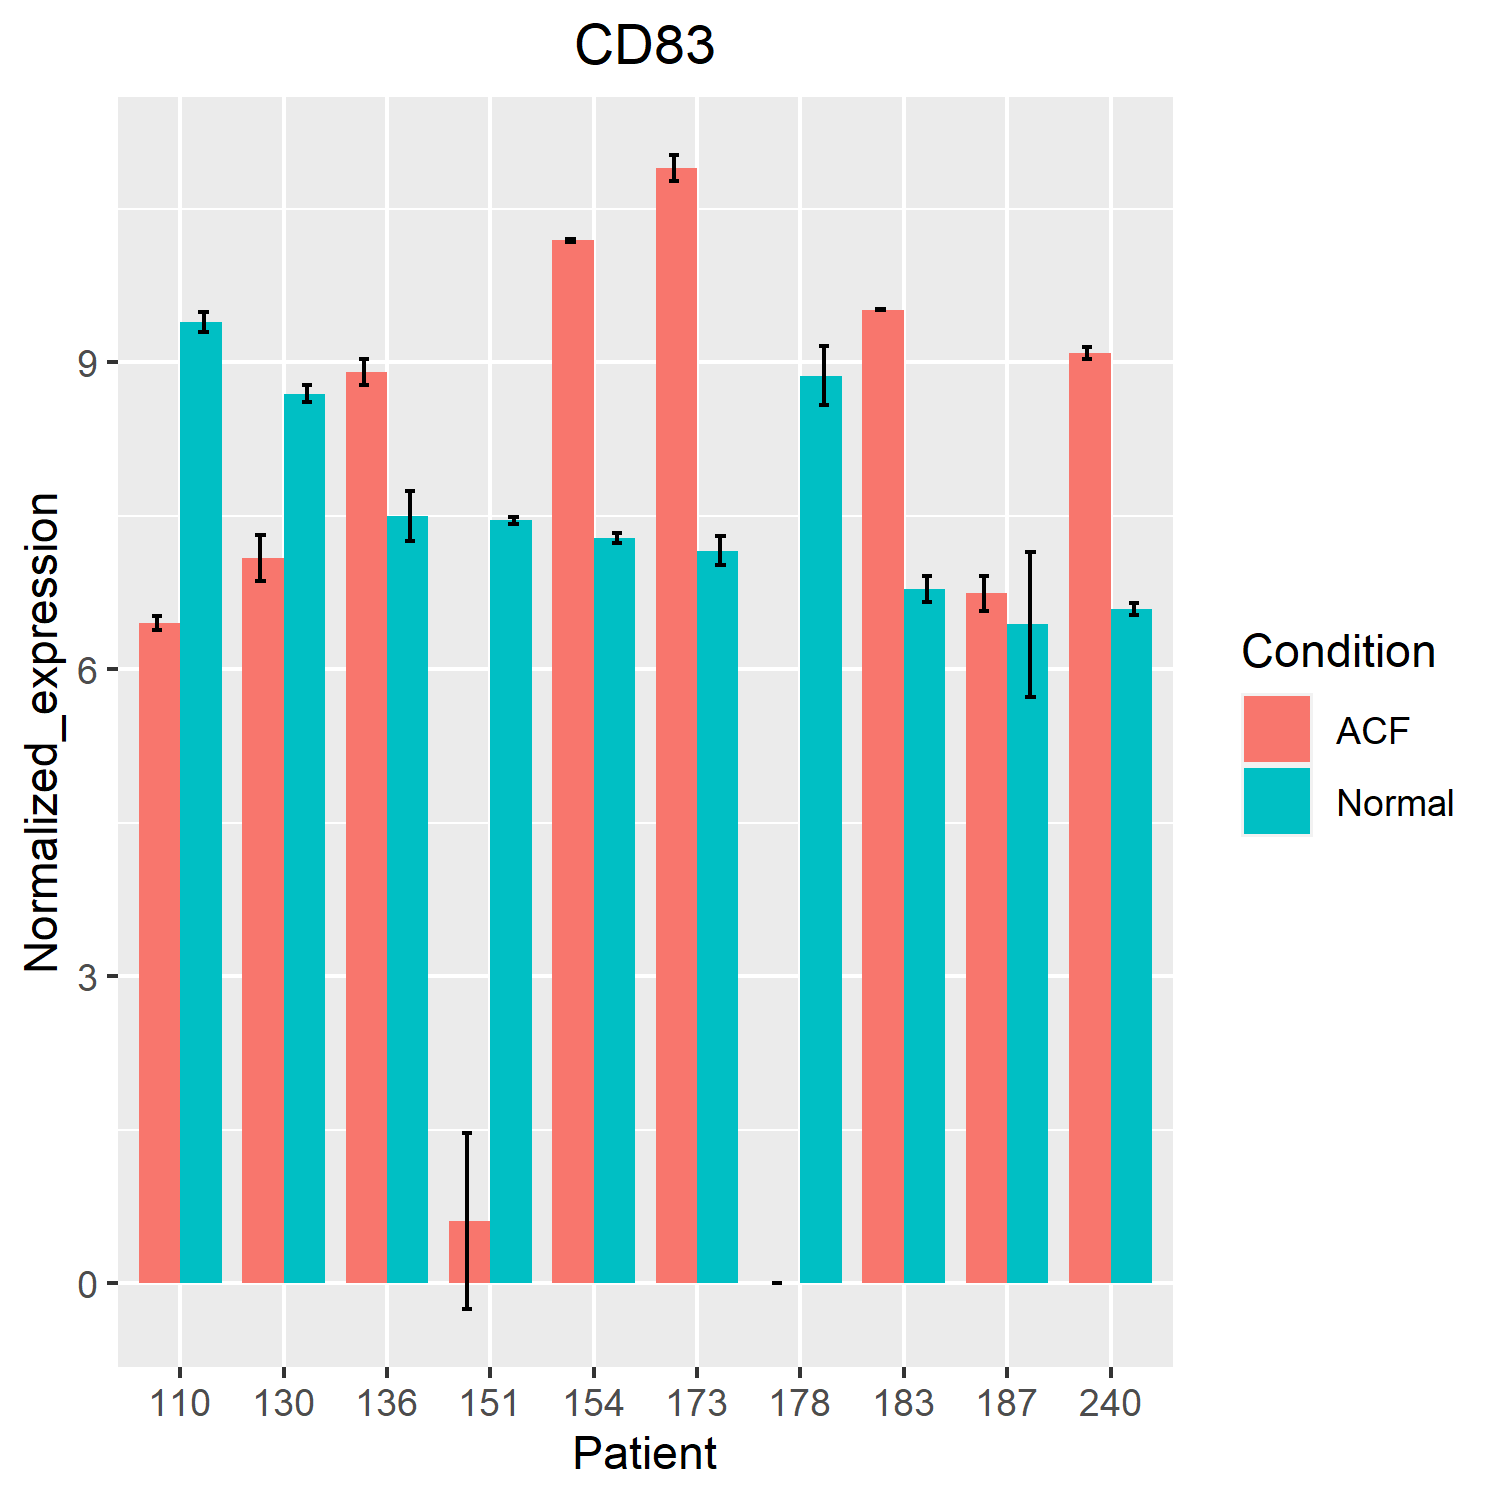 CD83
Normalized_expression
9
6
3
0
110 130 136 151 154 173 178 183 187 240
Patient
Condition
ACF
Normal